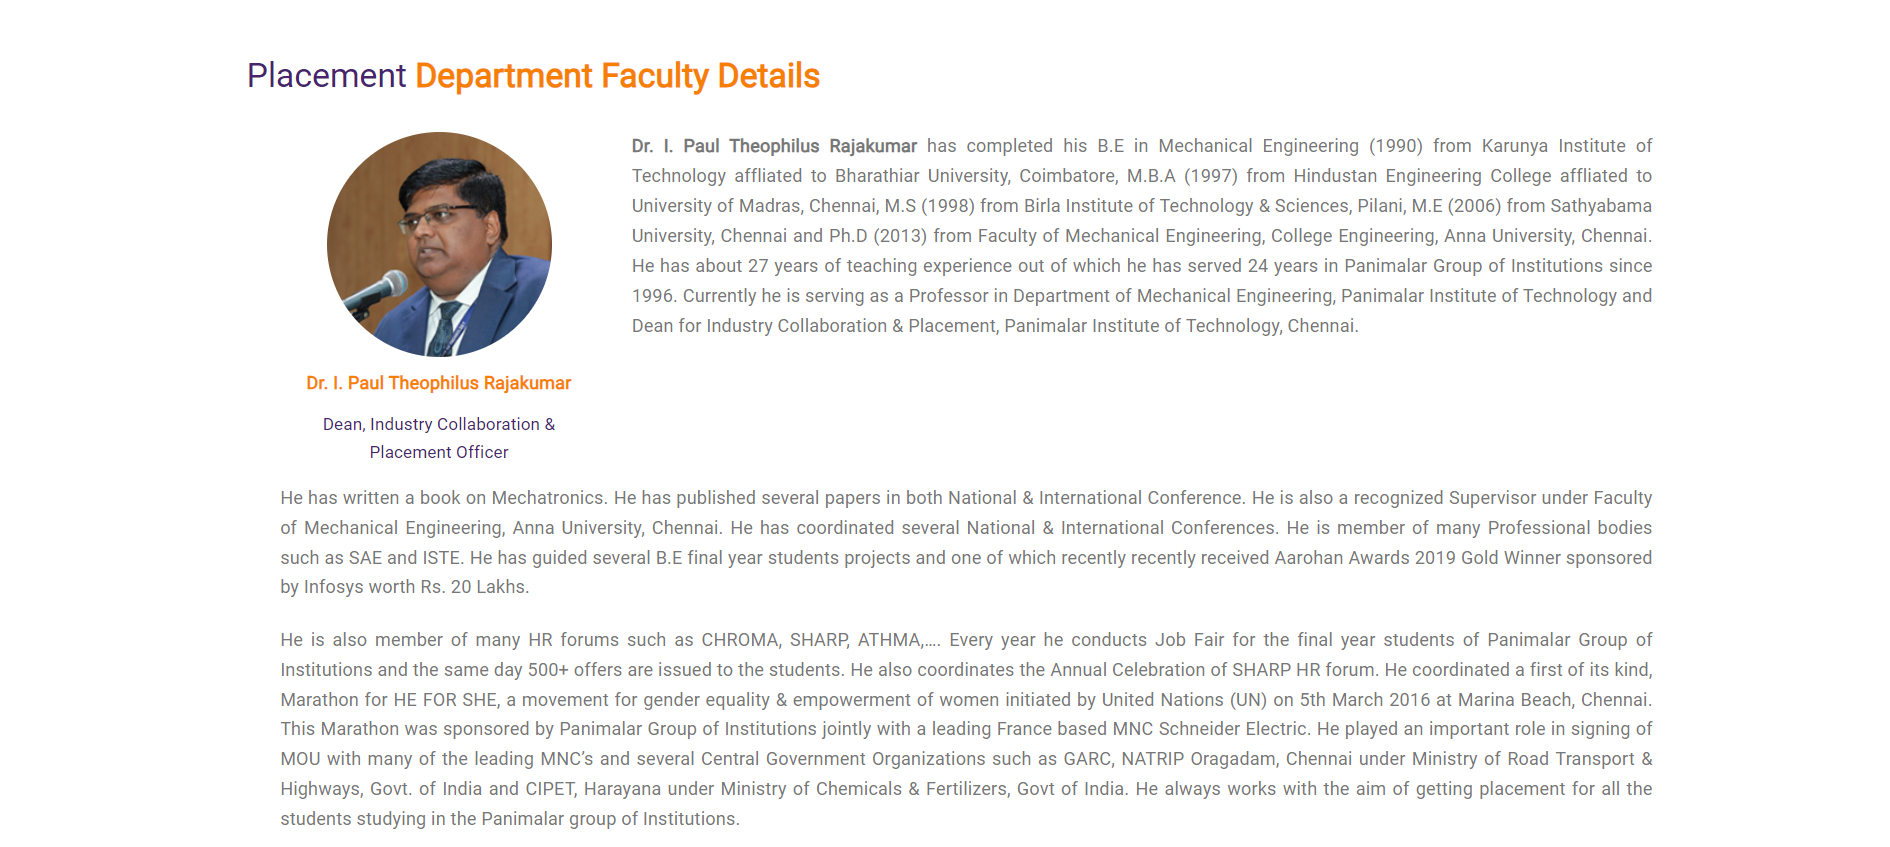 Placement Department Faculty Details
Dr. I. Paul Theophilus Rajakumar has completed his B.E in Mechanical Engineering (1990) from Karunya Institute of
Technology affliated to Bharathiar University, Coimbatore, M.B.A (1997) from Hindustan Engineering College affliated to
University of Madras, Chennai, M.S (1998) from Birla Institute of Technology & Sciences, Pilani, M.E (2006) from Sathyabama
University, Chennai and Ph.D (2013) from Faculty of Mechanical Engineering, College Engineering, Anna University, Chennai.
He has about 27 years of teaching experience out of which he has served 24 years in Panimalar Group of Institutions since
1996. Currently he is serving as a Professor in Department of Mechanical Engineering, Panimalar Institute of Technology and
Dean for Industry Collaboration & Placement, Panimalar Institute of Technology, Chennai.
Dr. I. Paul Theophilus Rajakumar
Dean, Industry Collaboration &
Placement Officer
He has written a book on Mechatronics. He has published several papers in both National & International Conference. He is also a recognized Supervisor under Faculty
of Mechanical Engineering, Anna University, Chennai. He has coordinated several National & International Conferences. He is member of many Professional bodies
such as SAE and ISTE. He has guided several B.E final year students projects and one of which recently recently received Aarohan Awards 2019 Gold Winner sponsored
by Infosys worth Rs. 20 Lakhs.
He is also member of many HR forums such as CHROMA, SHARP, ATHMA,.... Every year he conducts Job Fair for the final year students of Panimalar Group of
Institutions and the same day 500+ offers are issued to the students. He also coordinates the Annual Celebration of SHARP HR forum. He coordinated a first of its kind,
Marathon for HE FOR SHE, a movement for gender equality & empowerment of women initiated by United Nations (UN) on 5th March 2016 at Marina Beach, Chennai.
This Marathon was sponsored by Panimalar Group of Institutions jointly with a leading France based MNC Schneider Electric. He played an important role in signing of
MOU with many of the leading MNC’s and several Central Government Organizations such as GARC, NATRIP Oragadam, Chennai under Ministry of Road Transport &
Highways, Govt. of India and CIPET, Harayana under Ministry of Chemicals & Fertilizers, Govt of India. He always works with the aim of getting placement for all the
students studying in the Panimalar group of Institutions.